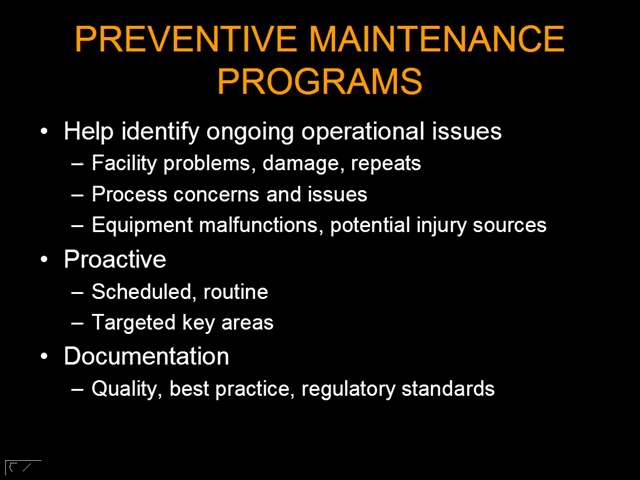 PREVENTIVE MAINTENANCE
PROGRAMS
• Help identify ongoing operational issues
– Facility problems, damage, repeats
– Process concerns and issues
– Equipment malfunctions, potential injury sources
• Proactive
– Scheduled, routine
– Targeted key areas
• Documentation
– Quality, best practice, regulatory standards